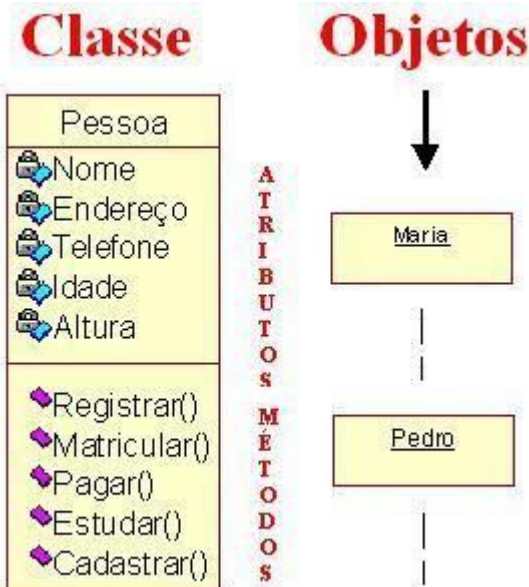 Classe
Objetos
Pessoa
Nome
Endereço
Telefone
Idade
Altura
Registrar()
Matricular()
Pagar()
Estudar()
Cadastrar()
ATRIBUTOS
MÉTODOS
Maria
Pedro